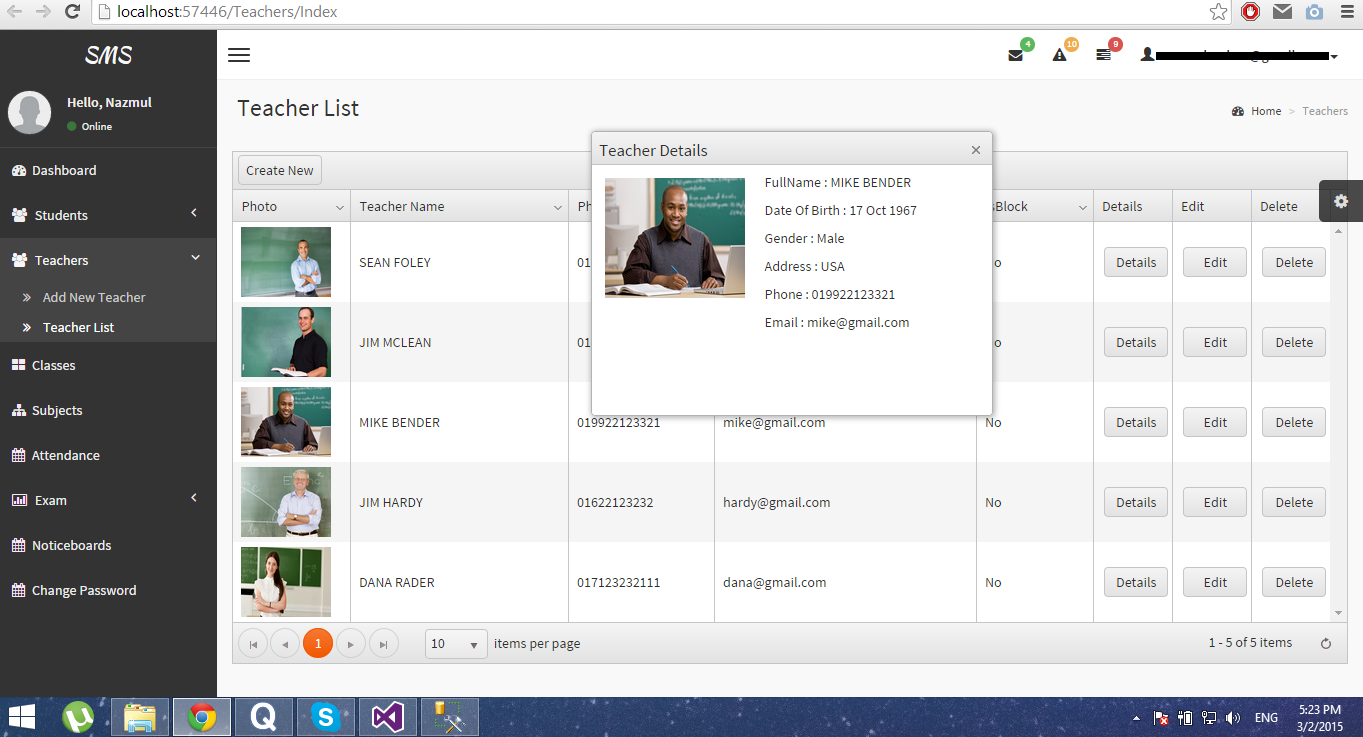 localhost:57446/Teachers/Index
SMS
4
10
9
Hello, Nazmul
Online
Teacher List
Home > Teachers
Dashboard
Students
Teachers
Add New Teacher
Teacher List
Classes
Subjects
Attendance
Exam
Noticeboards
Change Password
Create New
Photo Teacher Name Details Edit Delete
SEAN FOLEY Details Edit Delete
JIM MCLEAN Details Edit Delete
MIKE BENDER 019922123321 mike@gmail.com No Details Edit Delete
JIM HARDY 01622123232 hardy@gmail.com No Details Edit Delete
DANA RADER 017123232111 dana@gmail.com No Details Edit Delete
Teacher Details ×
FullName : MIKE BENDER
Date Of Birth : 17 Oct 1967
Gender : Male
Address : USA
Phone : 019922123321
Email : mike@gmail.com
1 10 items per page 1 - 5 of 5 items
ENG
5:23 PM
3/2/2015